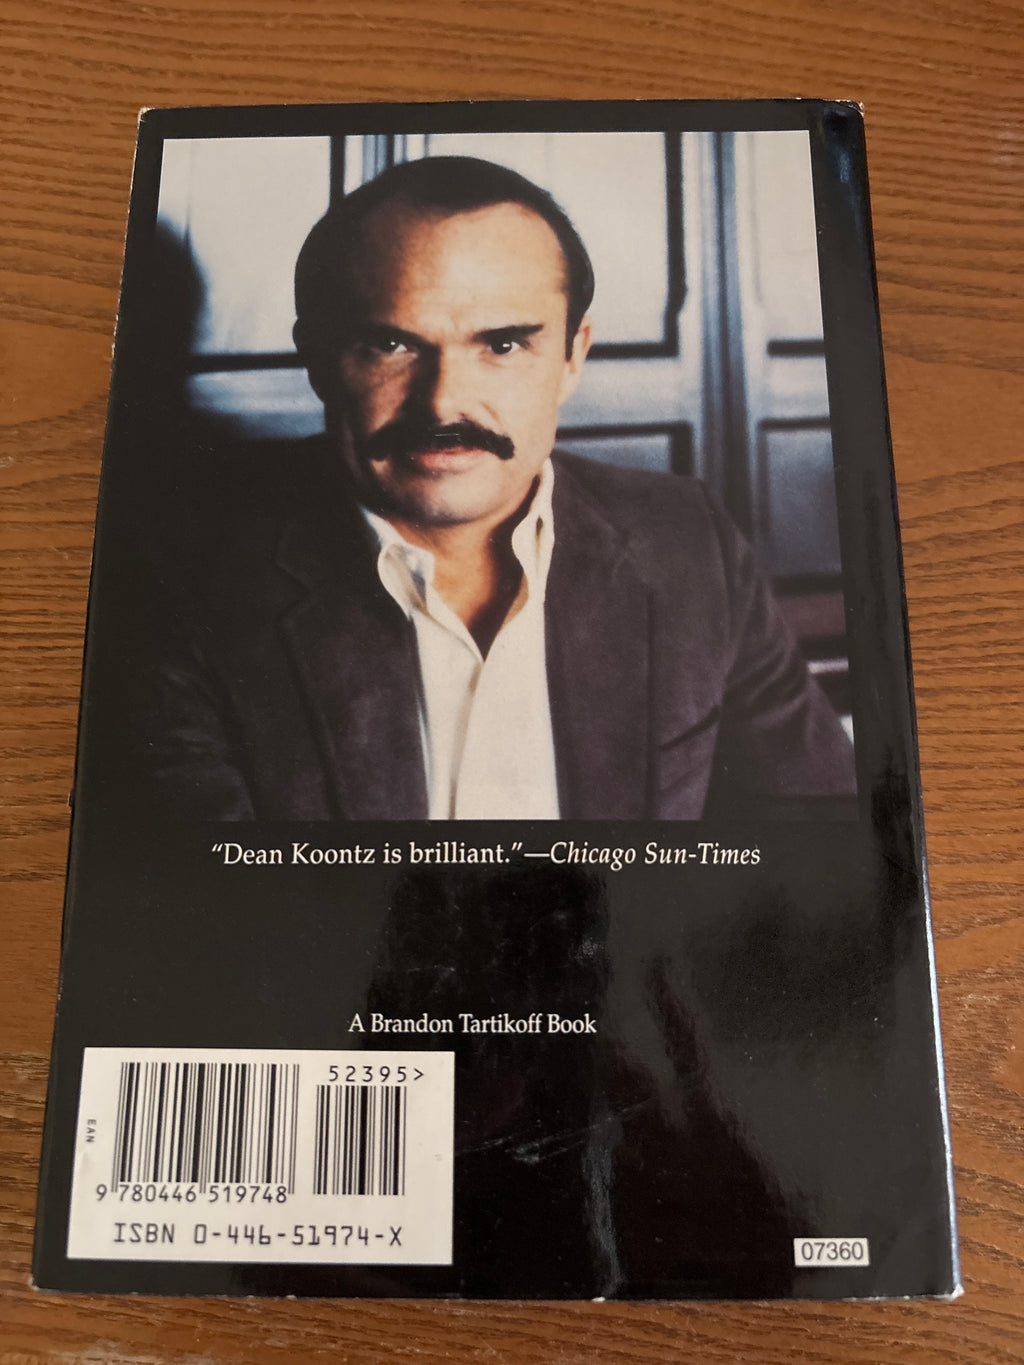 “Dean Koontz is brilliant.”—Chicago Sun-Times
A Brandon Tartikoff Book
52395>
EAN
9 780446 519748
ISBN 0-446-51974-X
07360